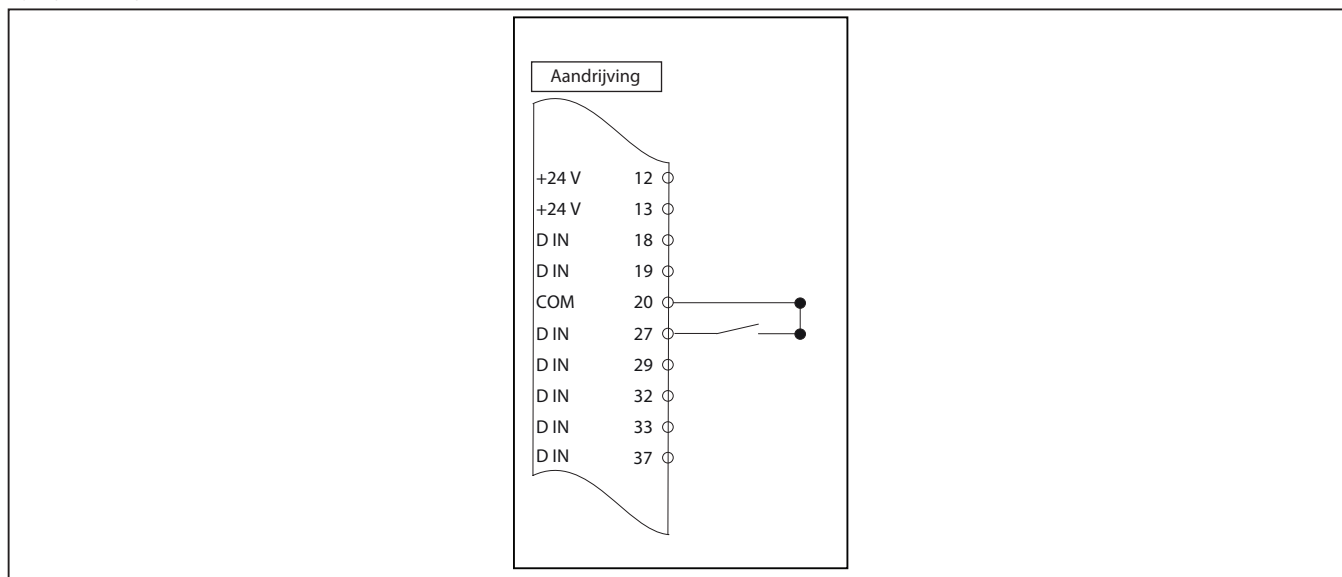 Aandrijving
+24 V 12
+24 V 13
D IN 18
D IN 19
COM 20
D IN 27
D IN 29
D IN 32
D IN 33
D IN 37